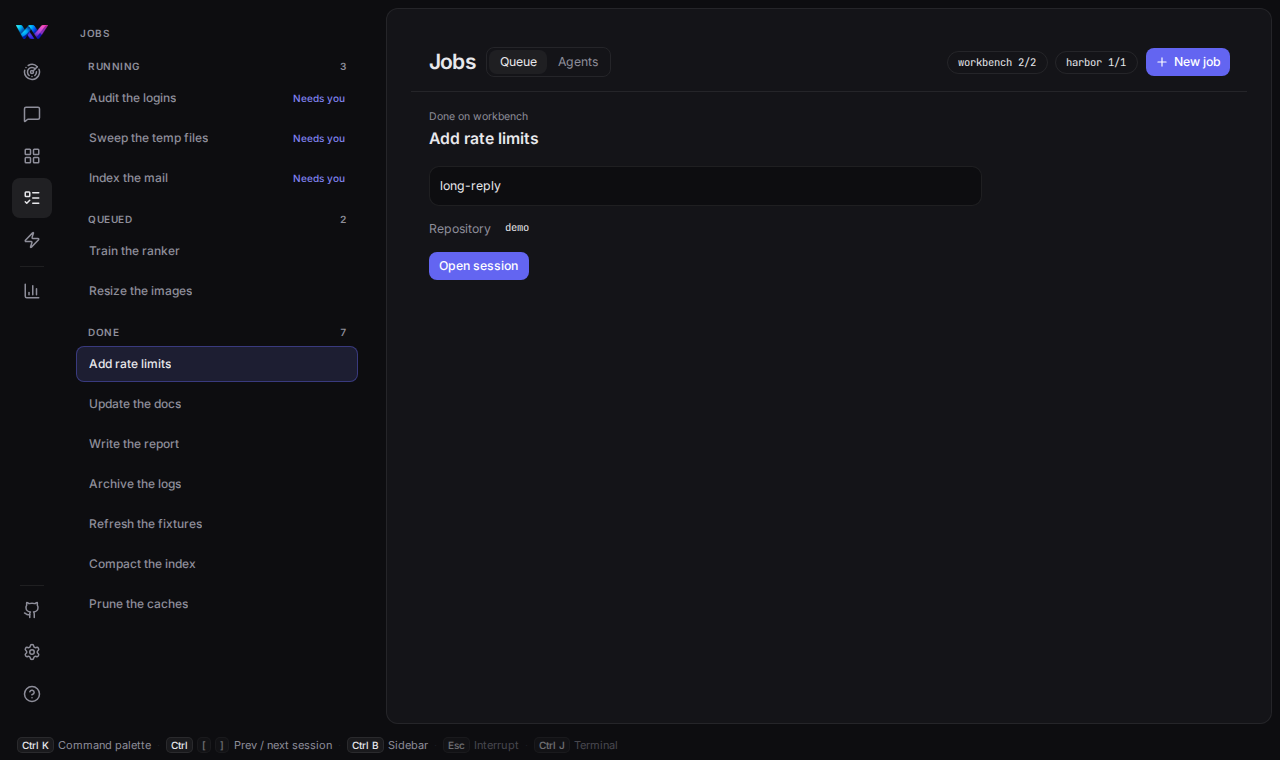 JOBS
RUNNING 3
Audit the logins Needs you
Sweep the temp files Needs you
Index the mail Needs you
QUEUED 2
Train the ranker
Resize the images
DONE 7
Add rate limits
Update the docs
Write the report
Archive the logs
Refresh the fixtures
Compact the index
Prune the caches
Jobs Queue Agents workbench 2/2 harbor 1/1 + New job
Done on workbench
Add rate limits
long-reply
Repository demo
Open session
Ctrl K Command palette Ctrl [ ] Prev / next session Ctrl B Sidebar Esc Interrupt Ctrl J Terminal